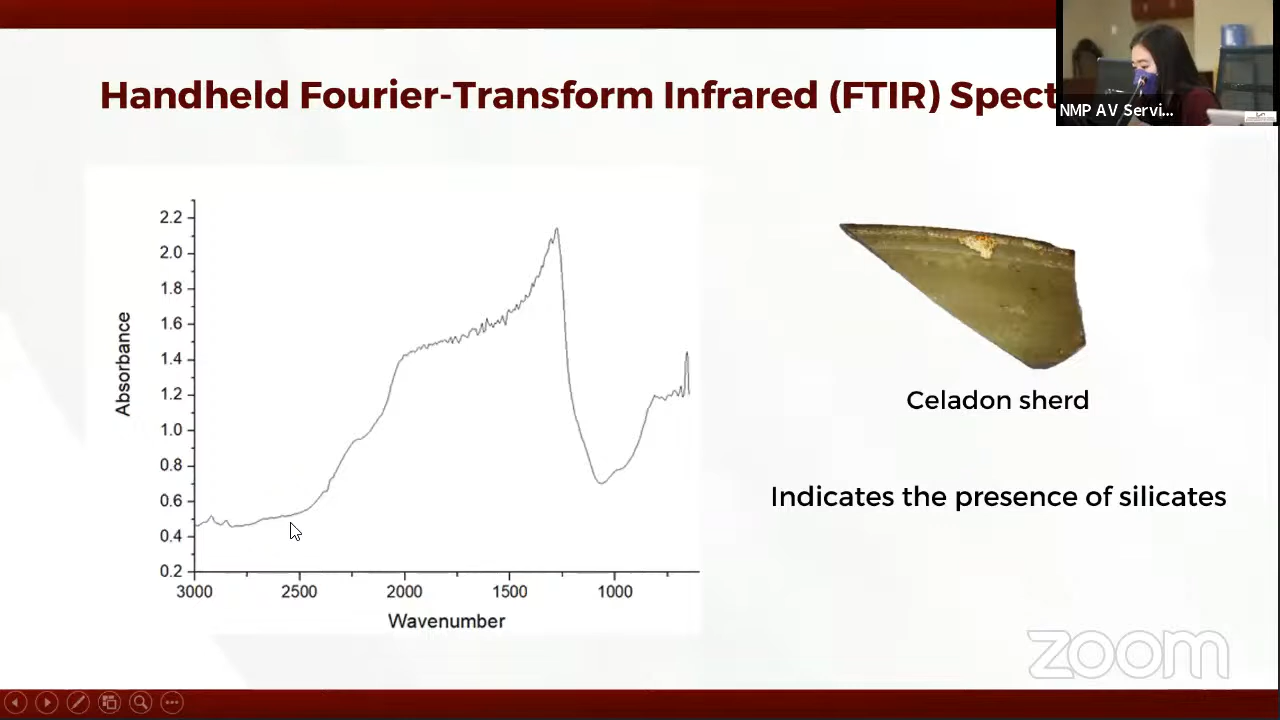 Handheld Fourier-Transform Infrared (FTIR) Spect
NMP AV Servi...
2.2
2.0
1.8
1.6
1.4
1.2
1.0
0.8
0.6
0.4
0.2
Absorbance
3000 2500 2000 1500 1000
Wavenumber
Celadon sherd
Indicates the presence of silicates
zoom